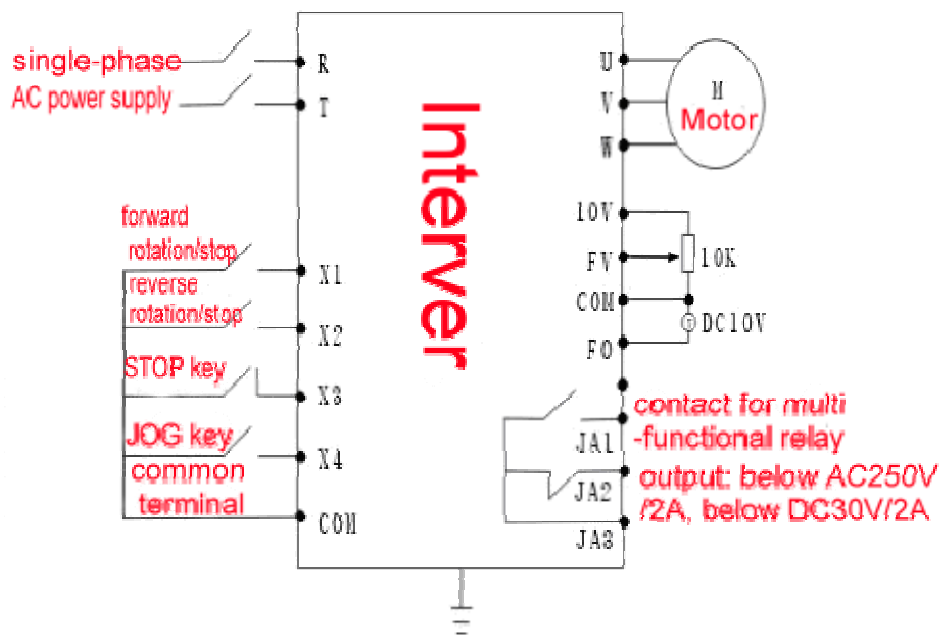 single-phase
AC power supply
R
T
forward
rotation/stop
reverse
rotatiion/stop
STOP key
JOG key
common
terminal
X1
X2
X3
X4
COM
Interver
U
V
W
M
Motor
10V
FV
10K
COM
DC10V
FO
JA1
JA2
JA3
contact for multi
-functional relay
output: below AC250V
/2A, below DC30V/2A